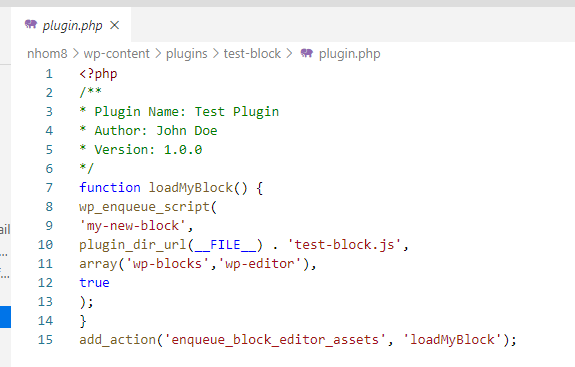 plugin.php
nhom8 > wp-content > plugins > test-block > plugin.php
1 <?php
2 /**
3 * Plugin Name: Test Plugin
4 * Author: John Doe
5 * Version: 1.0.0
6 */
7 function loadMyBlock() {
8 wp_enqueue_script(
9 'my-new-block',
10 plugin_dir_url(__FILE__) . 'test-block.js',
11 array('wp-blocks','wp-editor'),
12 true
13 );
14 }
15 add_action('enqueue_block_editor_assets', 'loadMyBlock');
ail
...